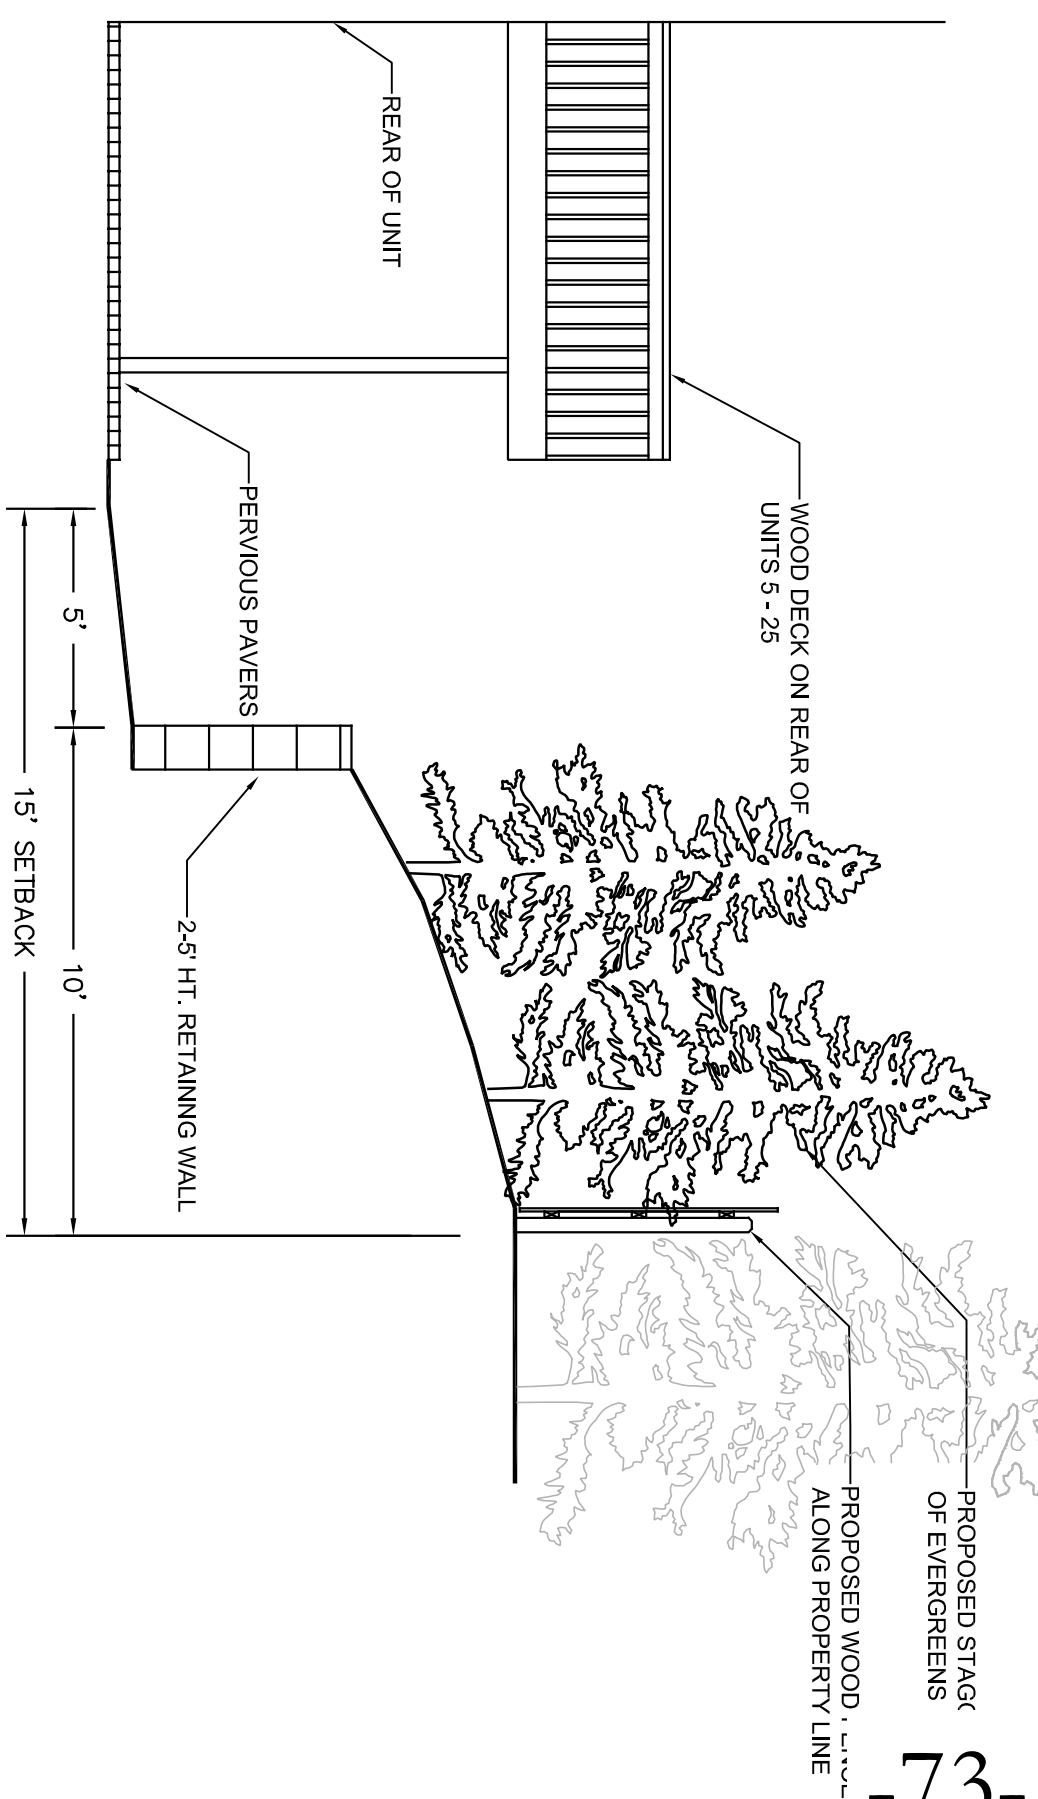 WOOD DECK ON REAR OF
UNITS 5 - 25
REAR OF UNIT
PERVIOUS PAVERS
2-5' HT. RETAINING WALL
5'
10'
15' SETBACK
PROPOSED
OF EVERGREENS
PROPOSED WOOD
ALONG PROPERTY LINE
-73-